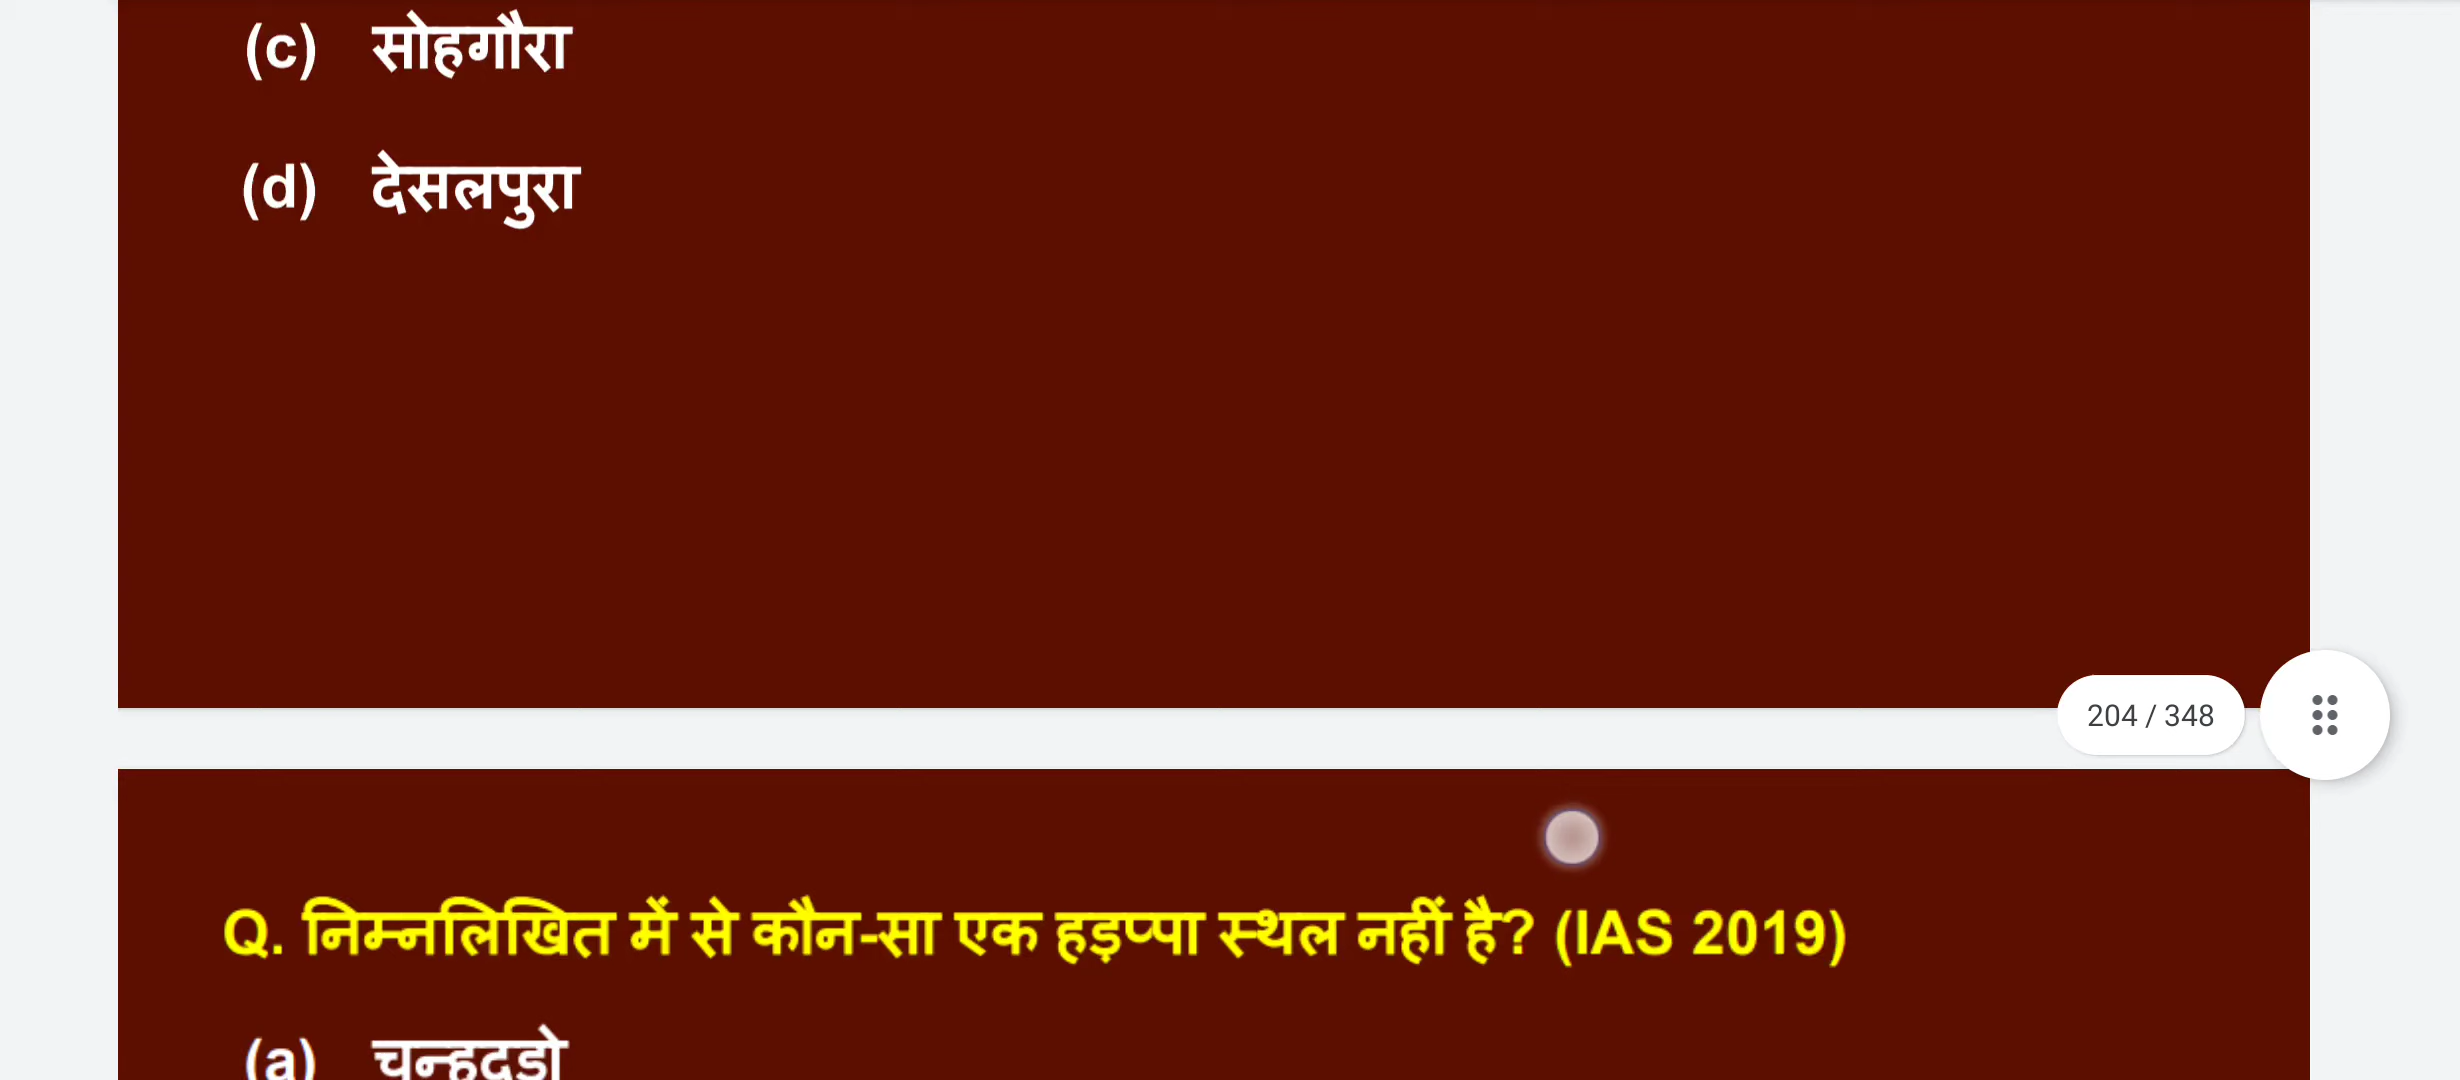 (c) सोहगौरा
(d) देसलपुरा
204 / 348
Q. निम्नलिखित में से कौन-सा एक हड़प्पा स्थल नहीं है? (IAS 2019)
(a) चन्हुदड़ो